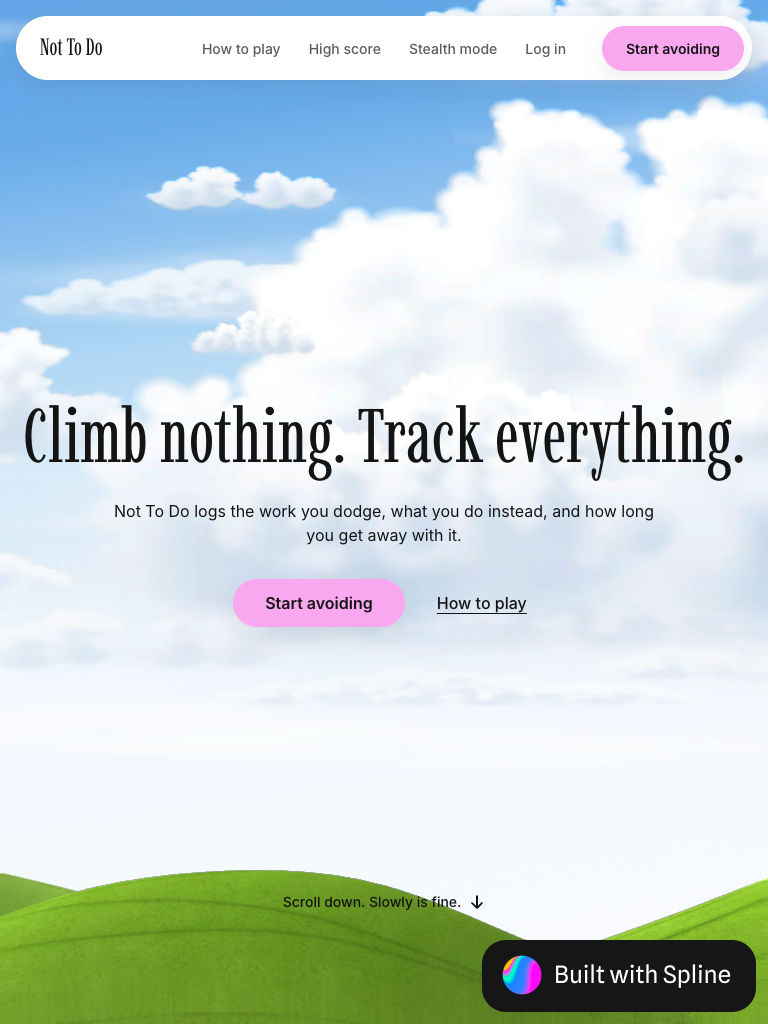 Not To Do
How to play
High score
Stealth mode
Log in
Start avoiding
Climb nothing. Track everything.
Not To Do logs the work you dodge, what you do instead, and how long
you get away with it.
Start avoiding
How to play
Scroll down. Slowly is fine.
Built with Spline